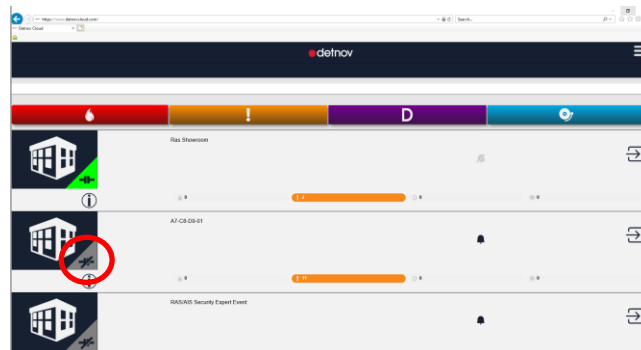 https://www.detnovcloud.com/
Search...
Detnov Cloud
detnov
! D
Ras Showroom
0 4 0 0
A7-C8-D9-01
0 11 0 0
RAS/AIS Security Expert Event